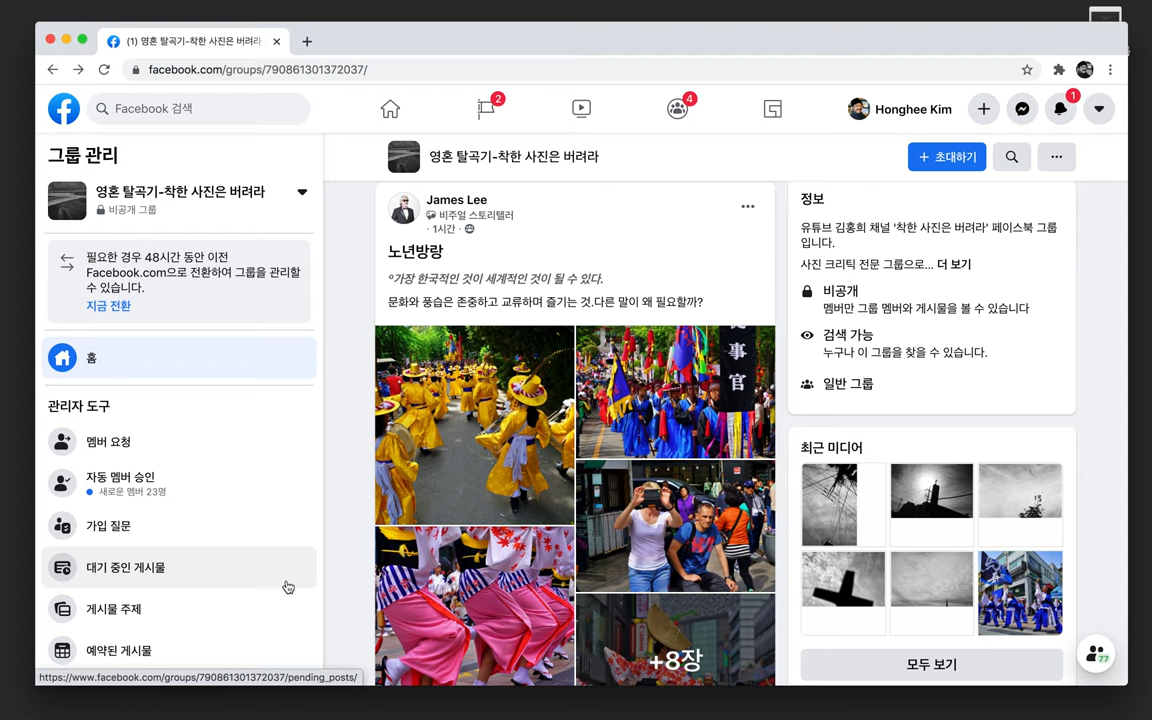 (1) 영혼 탈곡기-착한 사진은 버려라
facebook.com/groups/790861301372037/
Facebook 검색
2
4
Honghee Kim
1
그룹 관리
영혼 탈곡기-착한 사진은 버려라
비공개 그룹
필요한 경우 48시간 동안 이전
Facebook.com으로 전환하여 그룹을 관리할
수 있습니다.
지금 전환
홈
관리자 도구
멤버 요청
자동 멤버 승인
새로운 멤버 23명
가입 질문
대기 중인 게시물
게시물 주제
예약된 게시물
https://www.facebook.com/groups/790861301372037/pending_posts/
영혼 탈곡기-착한 사진은 버려라
+ 초대하기
James Lee
비주얼 스토리텔러
· 1시간 ·
노년방랑
°가장 한국적인 것이 세계적인 것이 될 수 있다.
문화와 풍습은 존중하고 교류하며 즐기는 것.다른 말이 왜 필요할까?
事
官
+8장
정보
유튜브 김홍희 채널 '착한 사진은 버려라' 페이스북 그룹
입니다.
사진 크리틱 전문 그룹으로... 더 보기
비공개
멤버만 그룹 멤버와 게시물을 볼 수 있습니다
검색 가능
누구나 이 그룹을 찾을 수 있습니다.
일반 그룹
최근 미디어
모두 보기
77